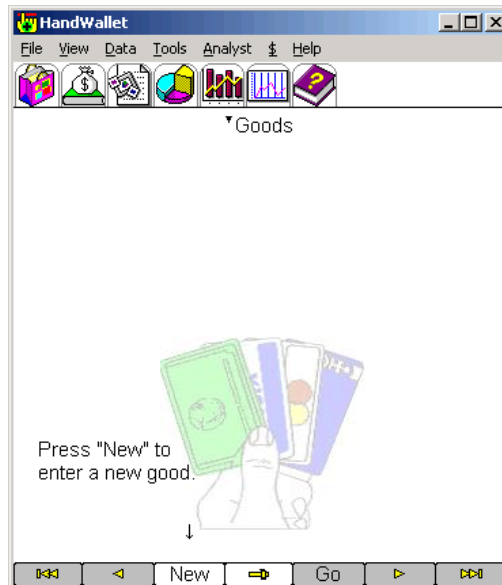 HandWallet
File View Data Tools Analyst $ Help
Goods
Press "New" to
enter a new good.
New Go